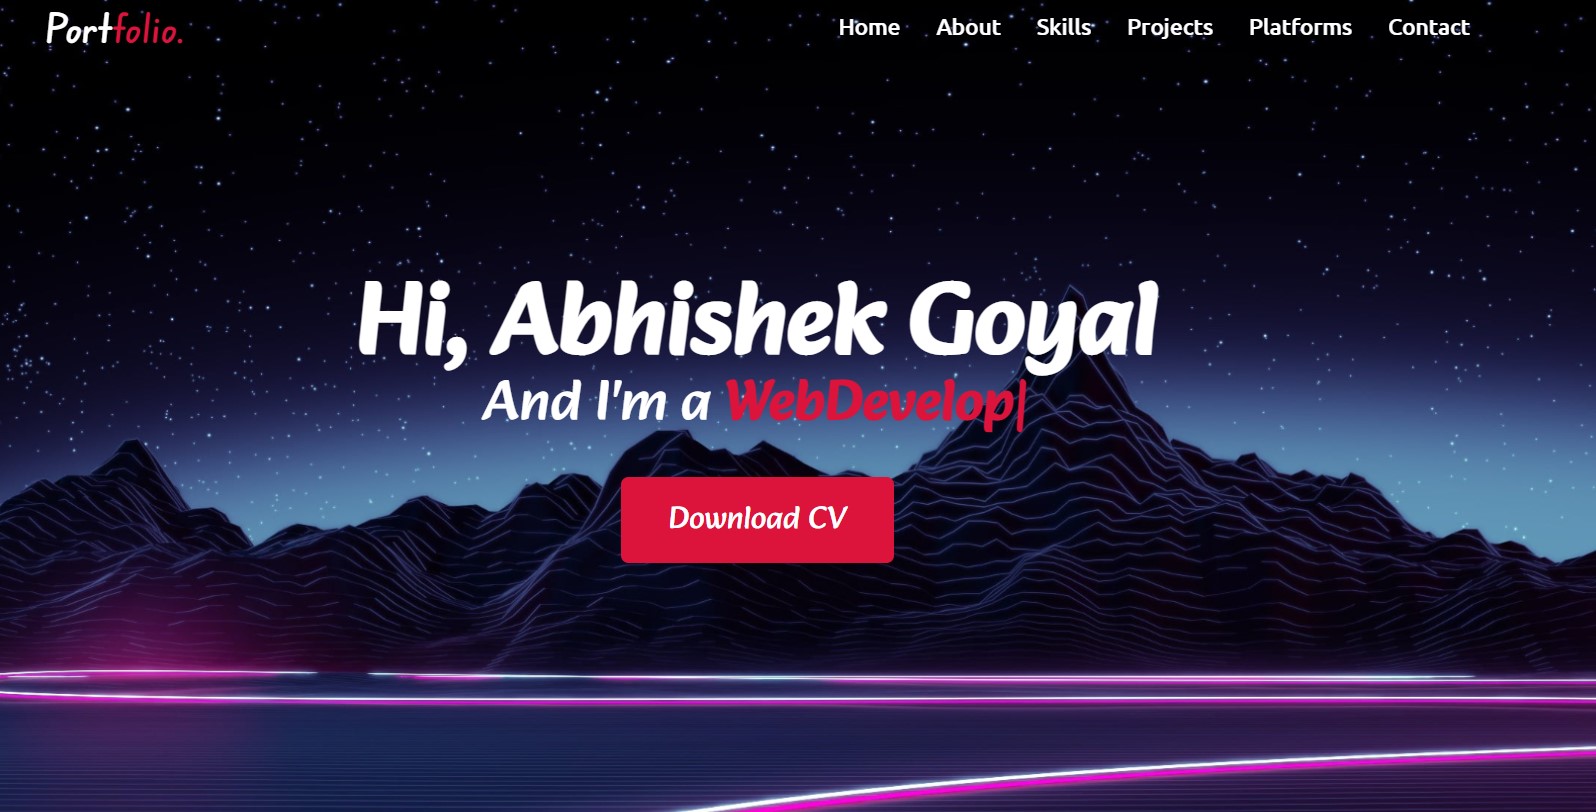 Portfolio.
Home About Skills Projects Platforms Contact
Hi, Abhishek Goyal
And I'm a WebDevelop|
Download CV